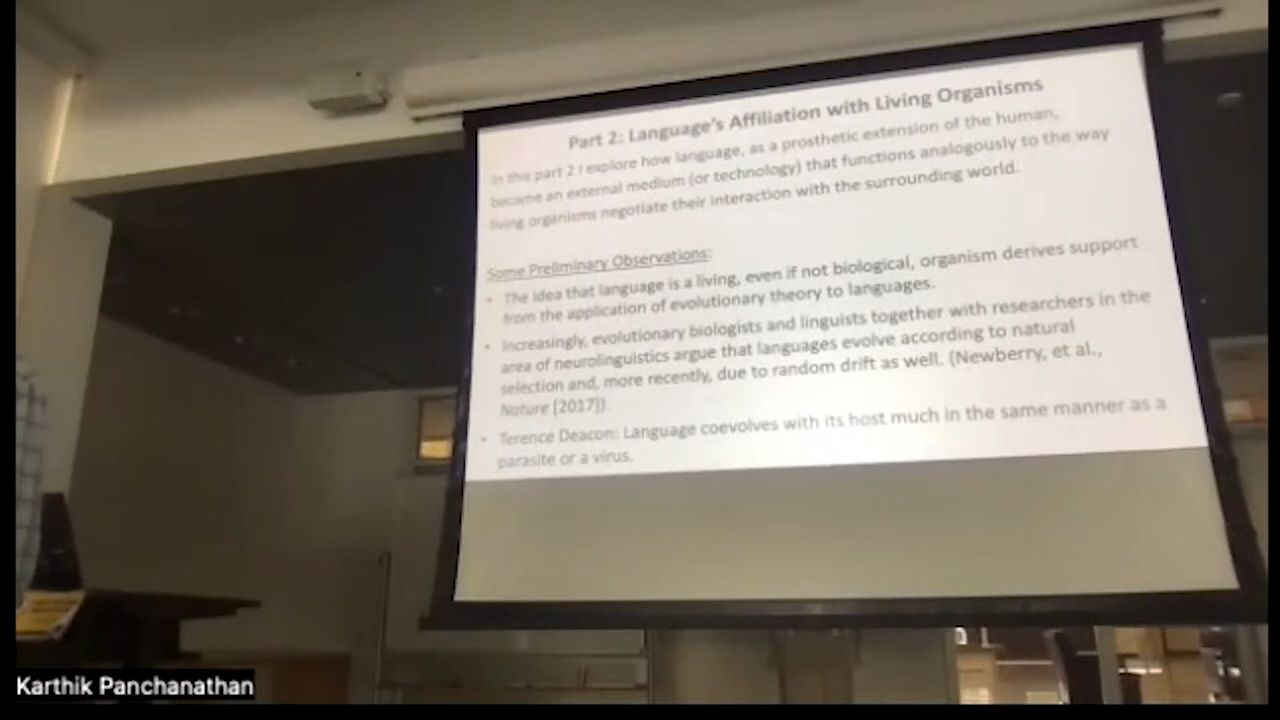 Part 2: Language's Affiliation with Living Organisms
In this part 2 I explore how language, as a prosthetic extension of the human,
became an external medium (or technology) that functions analogously to the way
living organisms negotiate their interaction with the surrounding world.
Some Preliminary Observations:
• The idea that language is a living, even if not biological, organism derives support
from the application of evolutionary theory to languages.
• Increasingly, evolutionary biologists and linguists together with researchers in the
area of neurolinguistics argue that languages evolve according to natural
selection and, more recently, due to random drift as well. (Newberry, et al.,
Nature [2017]).
• Terence Deacon: Language coevolves with its host much in the same manner as a
parasite or a virus.
Karthik Panchanathan